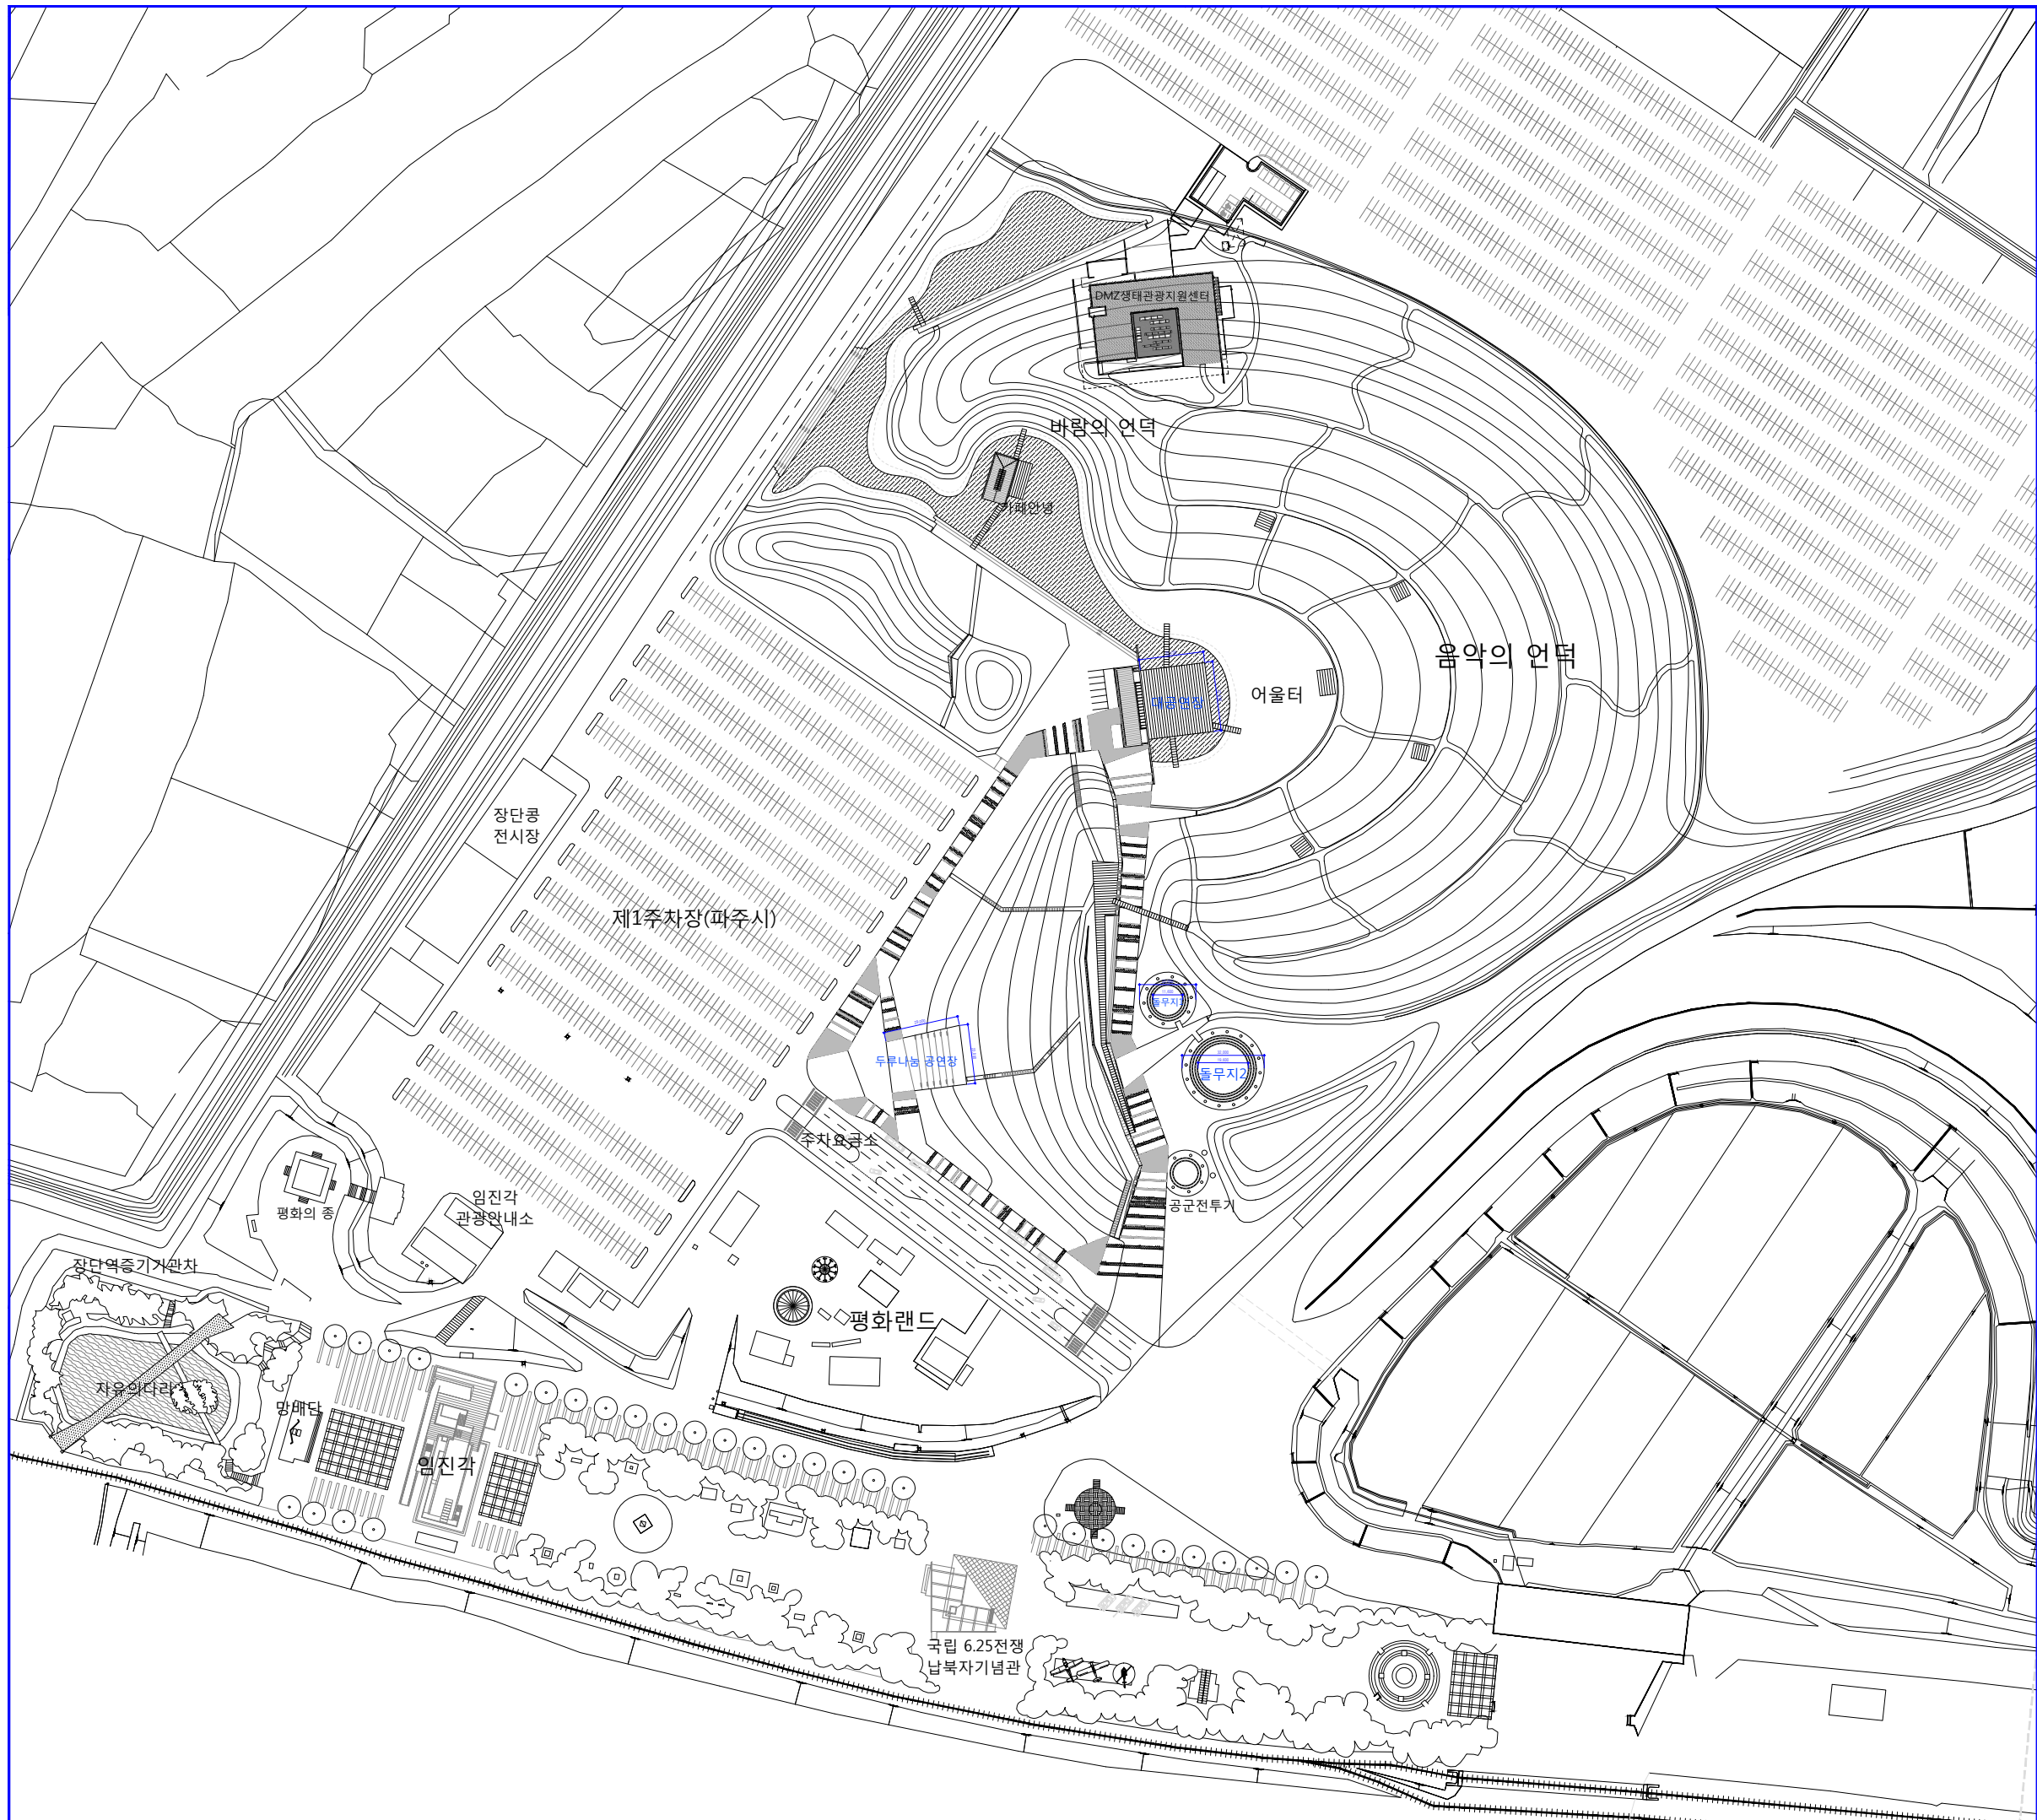 DMZ생태관광지원센터
바람의 언덕
카페안녕
음악의 언덕
어울터
대공연장
장단콩
전시장
제1주차장(파주시)
돌무지1
두루나눔 공연장
돌무지2
주차요금소
평화의 종
임진각
관광안내소
공군전투기
장단역증기기관차
평화랜드
자유의다리
망배단
임진각
국립 6.25전쟁
납북자기념관